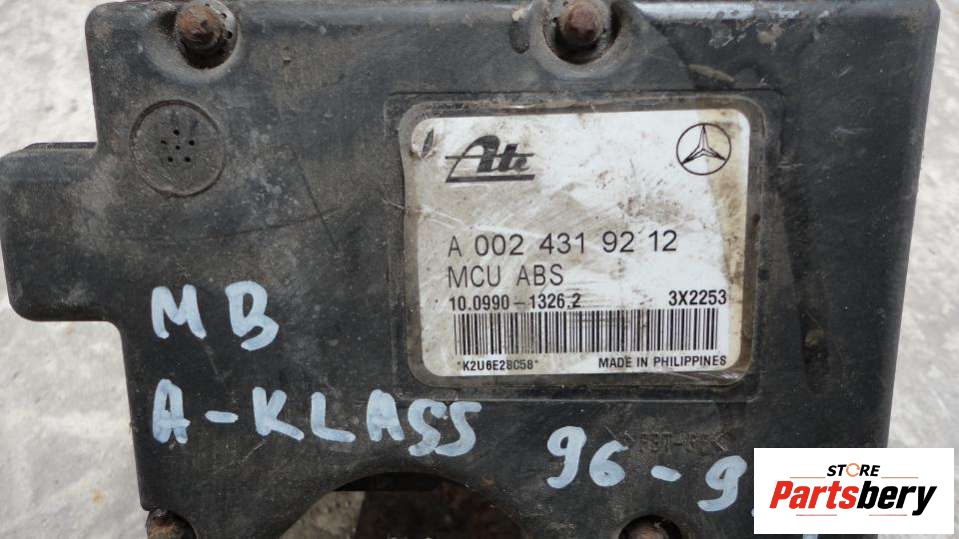 Ate
A 002 431 92 12
MCU ABS
10.0990-1326.2 3X2253
*K2U6E28C58* MADE IN PHILIPPINES
MB
A-KLASS
96-9
STORE
Partsbery